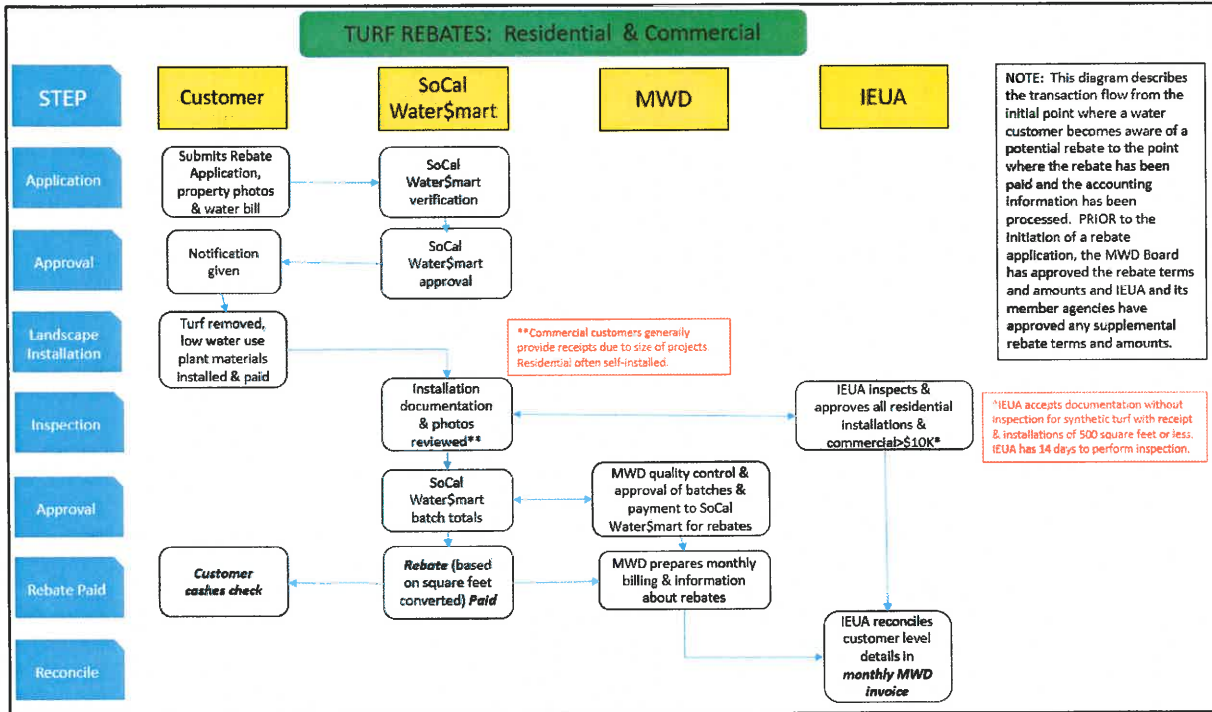 TURF REBATES: Residential & Commercial
STEP
Customer
SoCal
Water$mart
MWD
IEUA
NOTE: This diagram describes
the transaction flow from the
initial point where a water
customer becomes aware of a
potential rebate to the point
where the rebate has been
paid and the accounting
information has been
processed. PRIOR to the
initiation of a rebate
application, the MWD Board
has approved the rebate terms
and amounts and IEUA and its
member agencies have
approved any supplemental
rebate terms and amounts.
Application
Submits Rebate
Application,
property photos
& water bill
SoCal
Water$mart
verification
Approval
Notification
given
SoCal
Water$mart
approval
Landscape
Installation
Turf removed,
low water use
plant materials
installed & paid
**Commercial customers generally
provide receipts due to size of projects
Residential often self-installed.
Inspection
Installation
documentation
& photos
reviewed**
IEUA inspects &
approves all residential
installations &
commercial>$10K*
*IEUA accepts documentation without
inspection for synthetic turf with receipt
& installations of 500 square feet or less.
IEUA has 14 days to perform inspection.
Approval
SoCal
Water$mart
batch totals
MWD quality control &
approval of batches &
payment to SoCal
Water$mart for rebates
Rebate Paid
Customer
cashes check
Rebate (based
on square feet
converted) Paid
MWD prepares monthly
billing & information
about rebates
Reconcile
IEUA reconciles
customer level
details in
monthly MWD
invoice